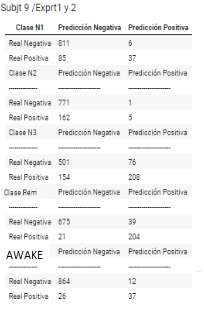 Subjt 9 /Exprt1 y 2
Clase N1 Predicción Negativa Predicción Positiva
---------------- ---------------------- ----------------------
Real Negativa 811 6
Real Positiva 85 37
Clase N2 Predicción Negativa Predicción Positiva
---------------- ---------------------- ----------------------
Real Negativa 771 1
Real Positiva 162 5
Clase N3 Predicción Negativa Predicción Positiva
---------------- ---------------------- ----------------------
Real Negativa 501 76
Real Positiva 154 208
Clase Rem Predicción Negativa Predicción Positiva
---------------- ---------------------- ----------------------
Real Negativa 675 39
Real Positiva 21 204
AWAKE Predicción Negativa Predicción Positiva
---------------- ---------------------- ----------------------
Real Negativa 864 12
Real Positiva 26 37